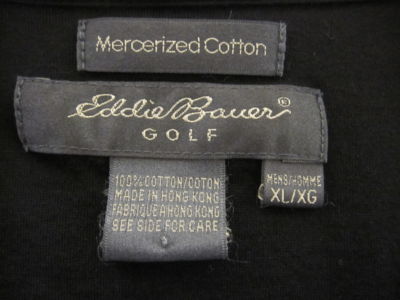 Mercerized Cotton
Eddie Bauer®
GOLF
100% COTTON/COTON
MADE IN HONG KONG
FABRIQUE A HONG KONG
SEE SIDE FOR CARE
MENS/HOMME
XL/XG